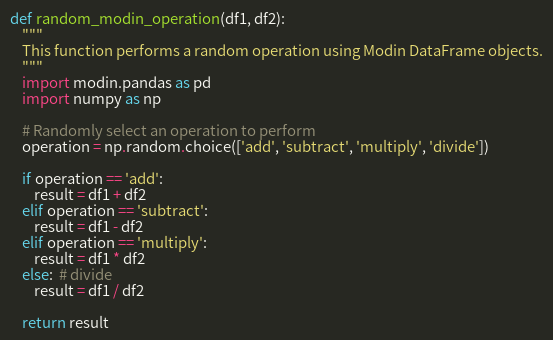 def random_modin_operation(df1, df2):
    """
    This function performs a random operation using Modin DataFrame objects.
    """
    import modin.pandas as pd
    import numpy as np

    # Randomly select an operation to perform
    operation = np.random.choice(['add', 'subtract', 'multiply', 'divide'])

    if operation == 'add':
        result = df1 + df2
    elif operation == 'subtract':
        result = df1 - df2
    elif operation == 'multiply':
        result = df1 * df2
    else:  # divide
        result = df1 / df2

    return result